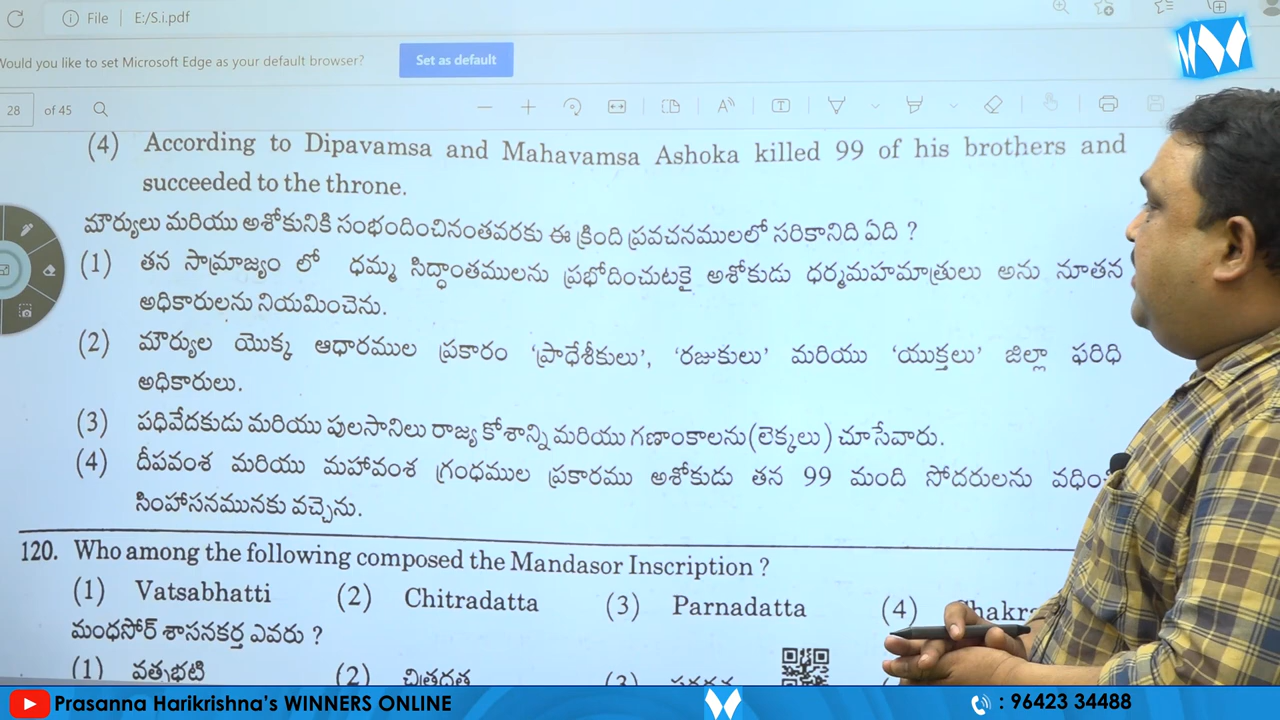 File E:/S.i.pdf
Would you like to set Microsoft Edge as your default browser? Set as default
28 of 45
(4) According to Dipavamsa and Mahavamsa Ashoka killed 99 of his brothers and
succeeded to the throne.
మౌర్యులు మరియు అశోకునికి సంభందించినంతవరకు ఈ క్రింది ప్రవచనములలో సరికానిది ఏది ?
(1) తన సామ్రాజ్యం లో ధమ్మ సిద్ధాంతములను ప్రభోదించుటకై అశోకుడు ధర్మమహమాత్రులు అను నూతన
అధికారులను నియమించెను.
(2) మౌర్యుల యొక్క ఆధారముల ప్రకారం 'ప్రాధేశీకులు', 'రజుకులు' మరియు 'యుక్తలు' జిల్లా ఫరిధి
అధికారులు.
(3) పధివేదకుడు మరియు పులసానిలు రాజ్య కోశాన్ని మరియు గణాంకాలను (లెక్కలు) చూసేవారు.
(4) దీపవంశ మరియు మహావంశ గ్రంధముల ప్రకారము అశోకుడు తన 99 మంది సోదరులను
సింహాసనమునకు వచ్చెను.
120. Who among the following composed the Mandasor Inscription ?
(1) Vatsabhatti (2) Chitradatta (3) Parnadatta (4)
మంధసోర్ శాసనకర్త ఎవరు ?
(1) (2) (3)
Prasanna Harikrishna's WINNERS ONLINE : 96423 34488